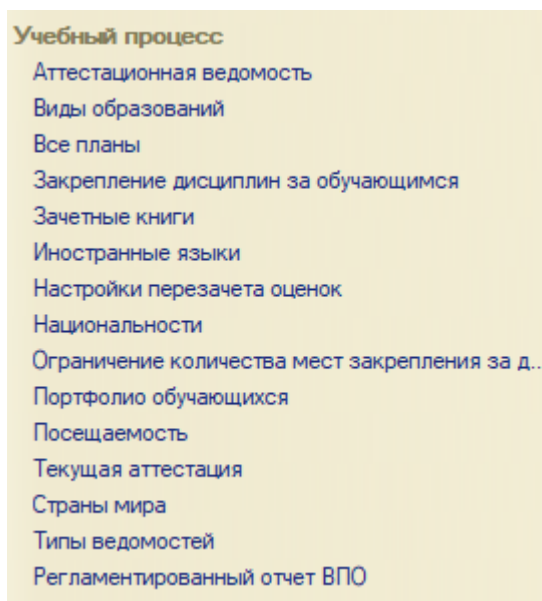 Учебный процесс
Аттестационная ведомость
Виды образований
Все планы
Закрепление дисциплин за обучающимся
Зачетные книги
Иностранные языки
Настройки перезачета оценок
Национальности
Ограничение количества мест закрепления за д..
Портфолио обучающихся
Посещаемость
Текущая аттестация
Страны мира
Типы ведомостей
Регламентированный отчет ВПО